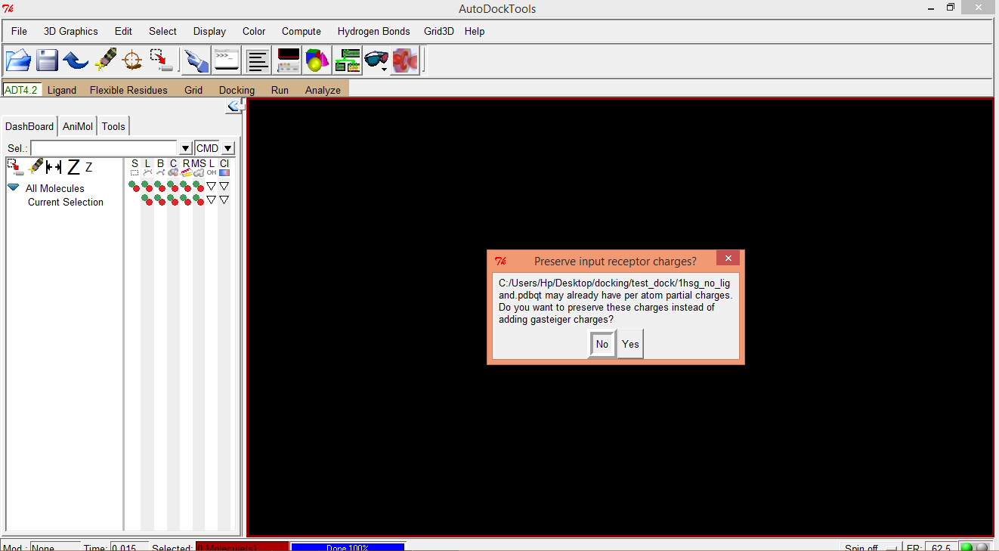 AutoDockTools
File 3D Graphics Edit Select Display Color Compute Hydrogen Bonds Grid3D Help
>>>
ADT4.2 Ligand Flexible Residues Grid Docking Run Analyze
DashBoard AniMol Tools
Sel.: CMD
Z Z
S L B C R MS L Cl
OH
All Molecules
Current Selection
Preserve input receptor charges?
C:/Users/Hp/Desktop/docking/test_dock/1hsg_no_lig
and.pdbqt may already have per atom partial charges.
Do you want to preserve these charges instead of
adding gasteiger charges?
No Yes
Mod.: None Time: 0.015 Selected: 0 Molecule(s) Done 100% Spin off FR: 62.5